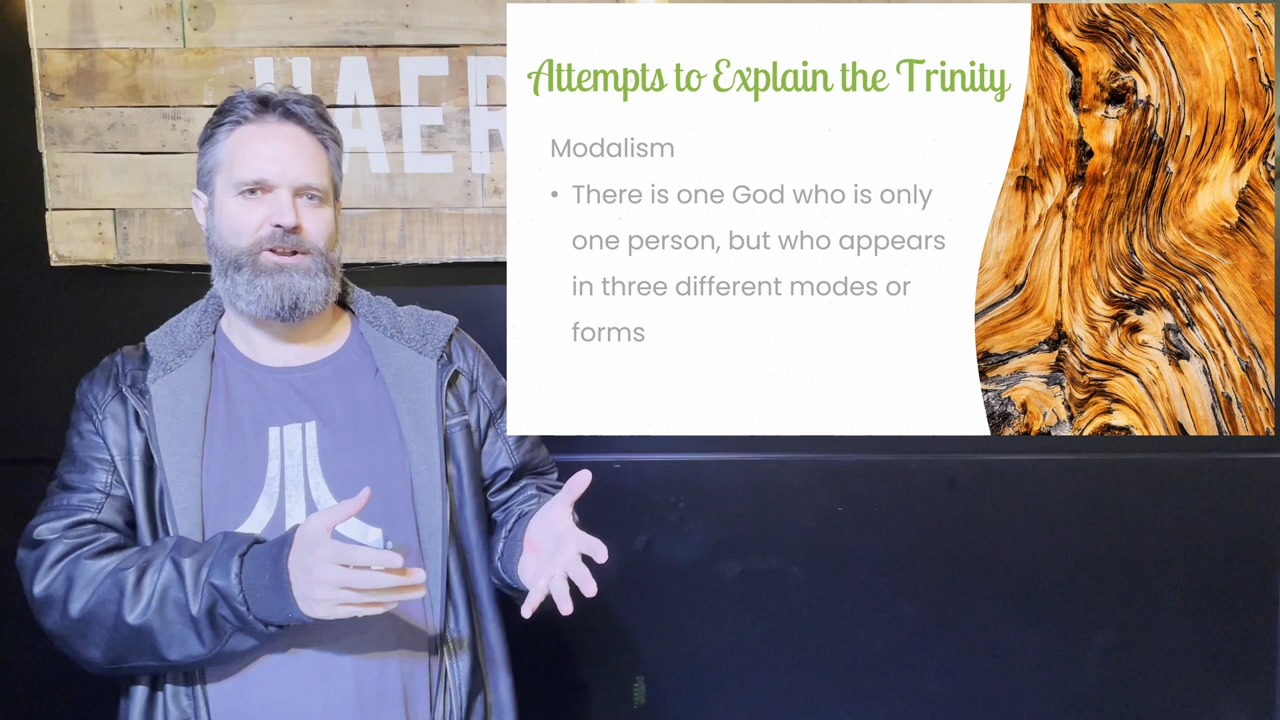 HAER
Attempts to Explain the Trinity
Modalism
• There is one God who is only
one person, but who appears
in three different modes or
forms